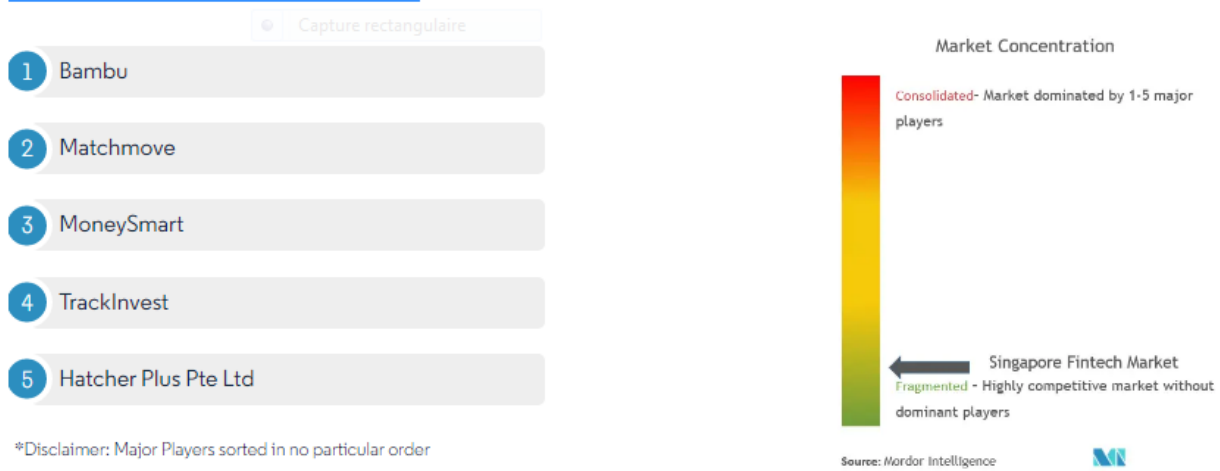 Capture rectangulaire
1 Bambu
2 Matchmove
3 MoneySmart
4 TrackInvest
5 Hatcher Plus Pte Ltd
*Disclaimer: Major Players sorted in no particular order
Market Concentration
Consolidated- Market dominated by 1-5 major
players
Singapore Fintech Market
Fragmented - Highly competitive market without
dominant players
Source: Mordor Intelligence